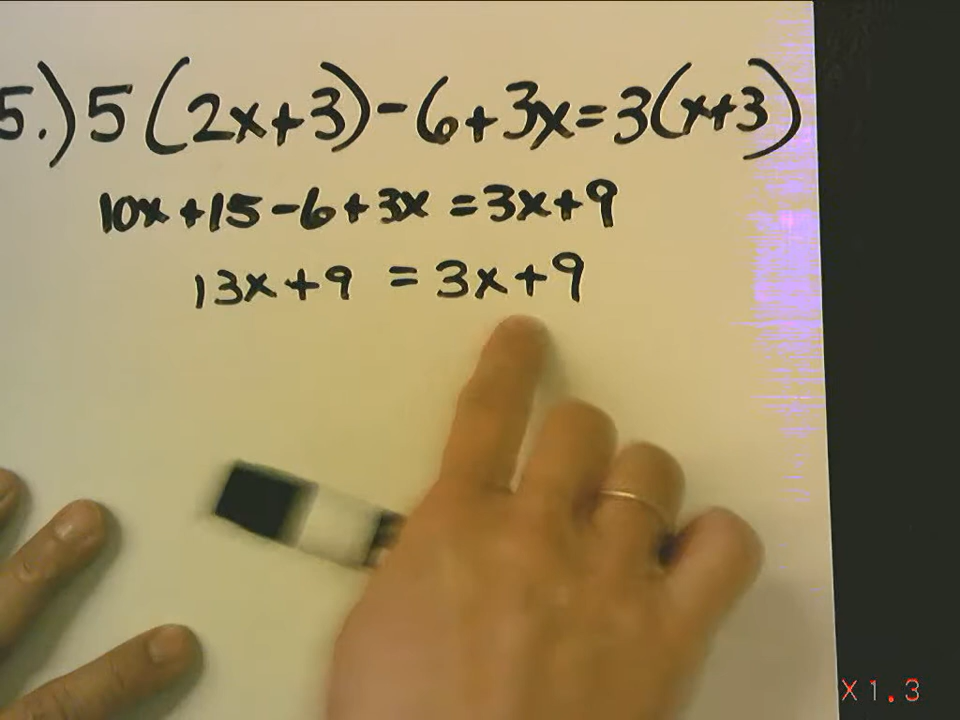 5.) 5(2x+3)-6+3x=3(x+3)
10x+15-6+3x=3x+9
13x+9 = 3x+9
X1.3